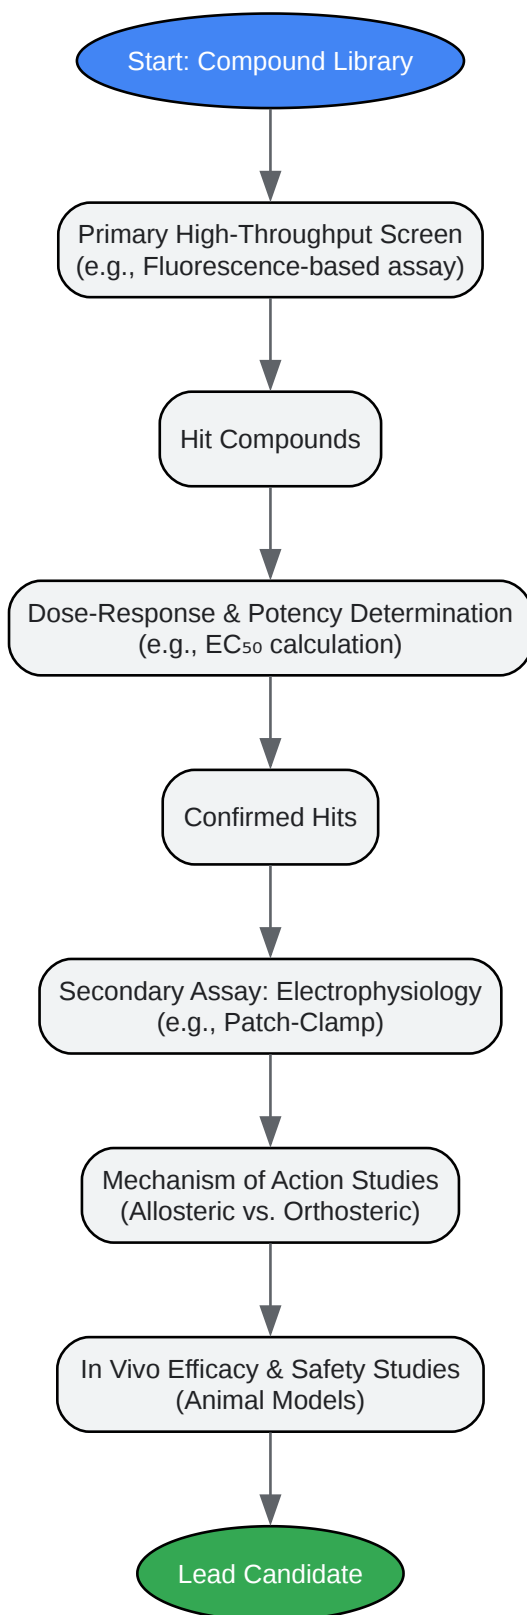 Start: Compound Library
Primary High-Throughput Screen
(e.g., Fluorescence-based assay)
Hit Compounds
Dose-Response & Potency Determination
(e.g., EC₅₀ calculation)
Confirmed Hits
Secondary Assay: Electrophysiology
(e.g., Patch-Clamp)
Mechanism of Action Studies
(Allosteric vs. Orthosteric)
In Vivo Efficacy & Safety Studies
(Animal Models)
Lead Candidate